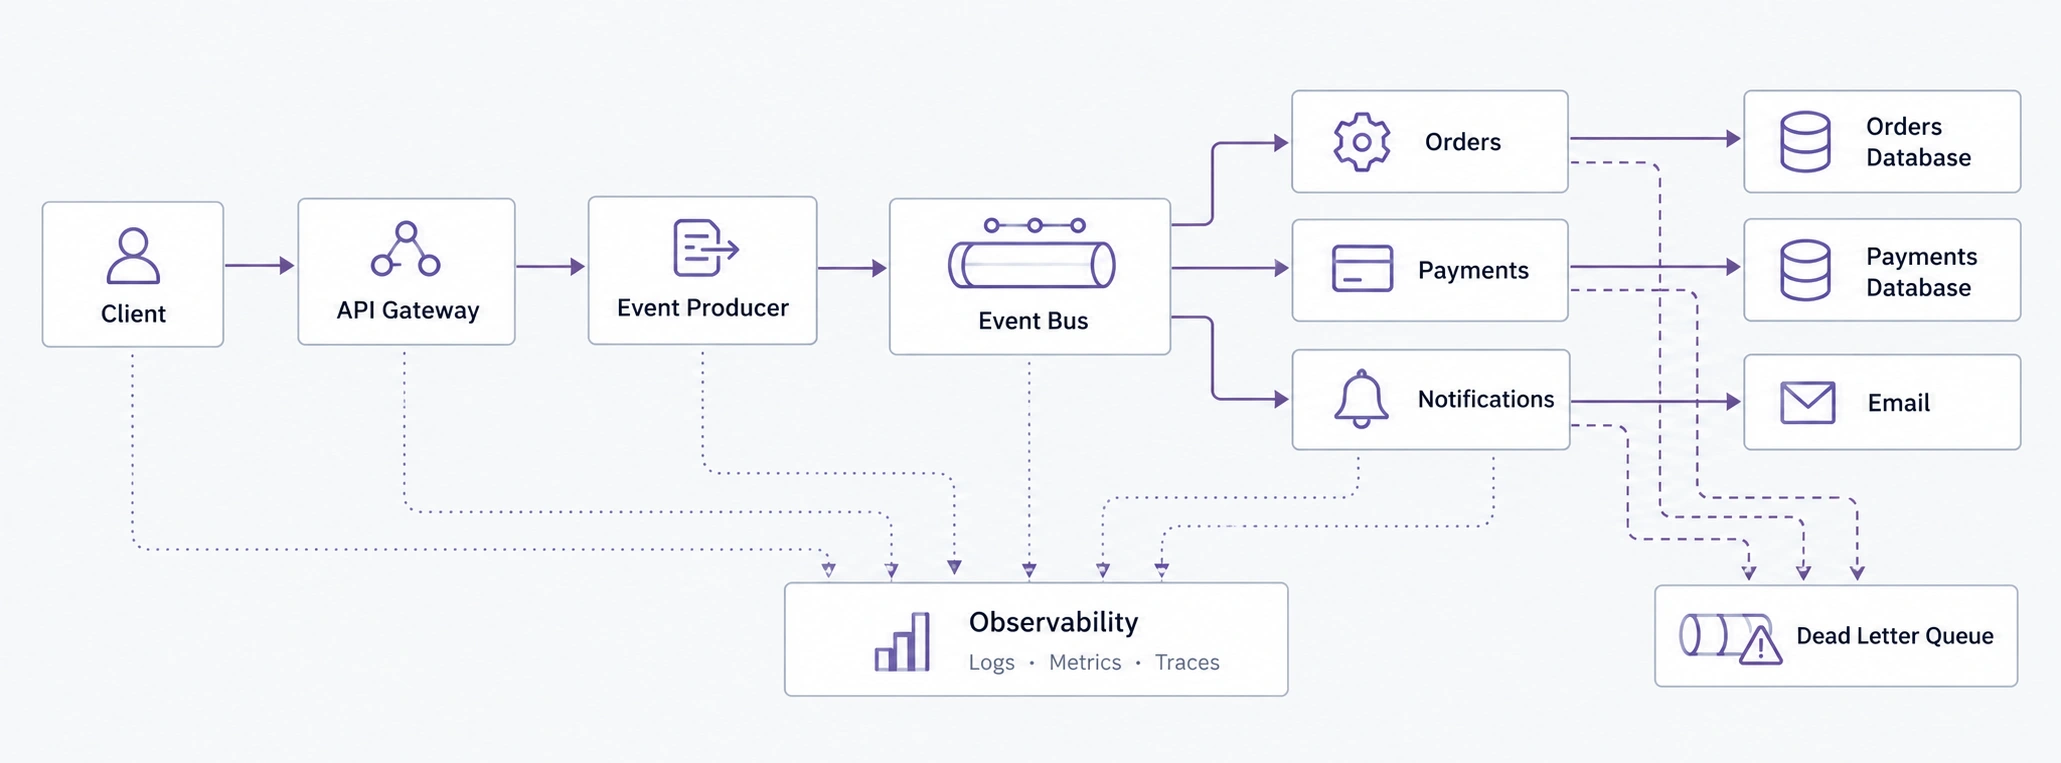 Client
API Gateway
Event Producer
Event Bus
Orders
Payments
Notifications
Orders
Database
Payments
Database
Email
Observability
Logs • Metrics • Traces
Dead Letter Queue